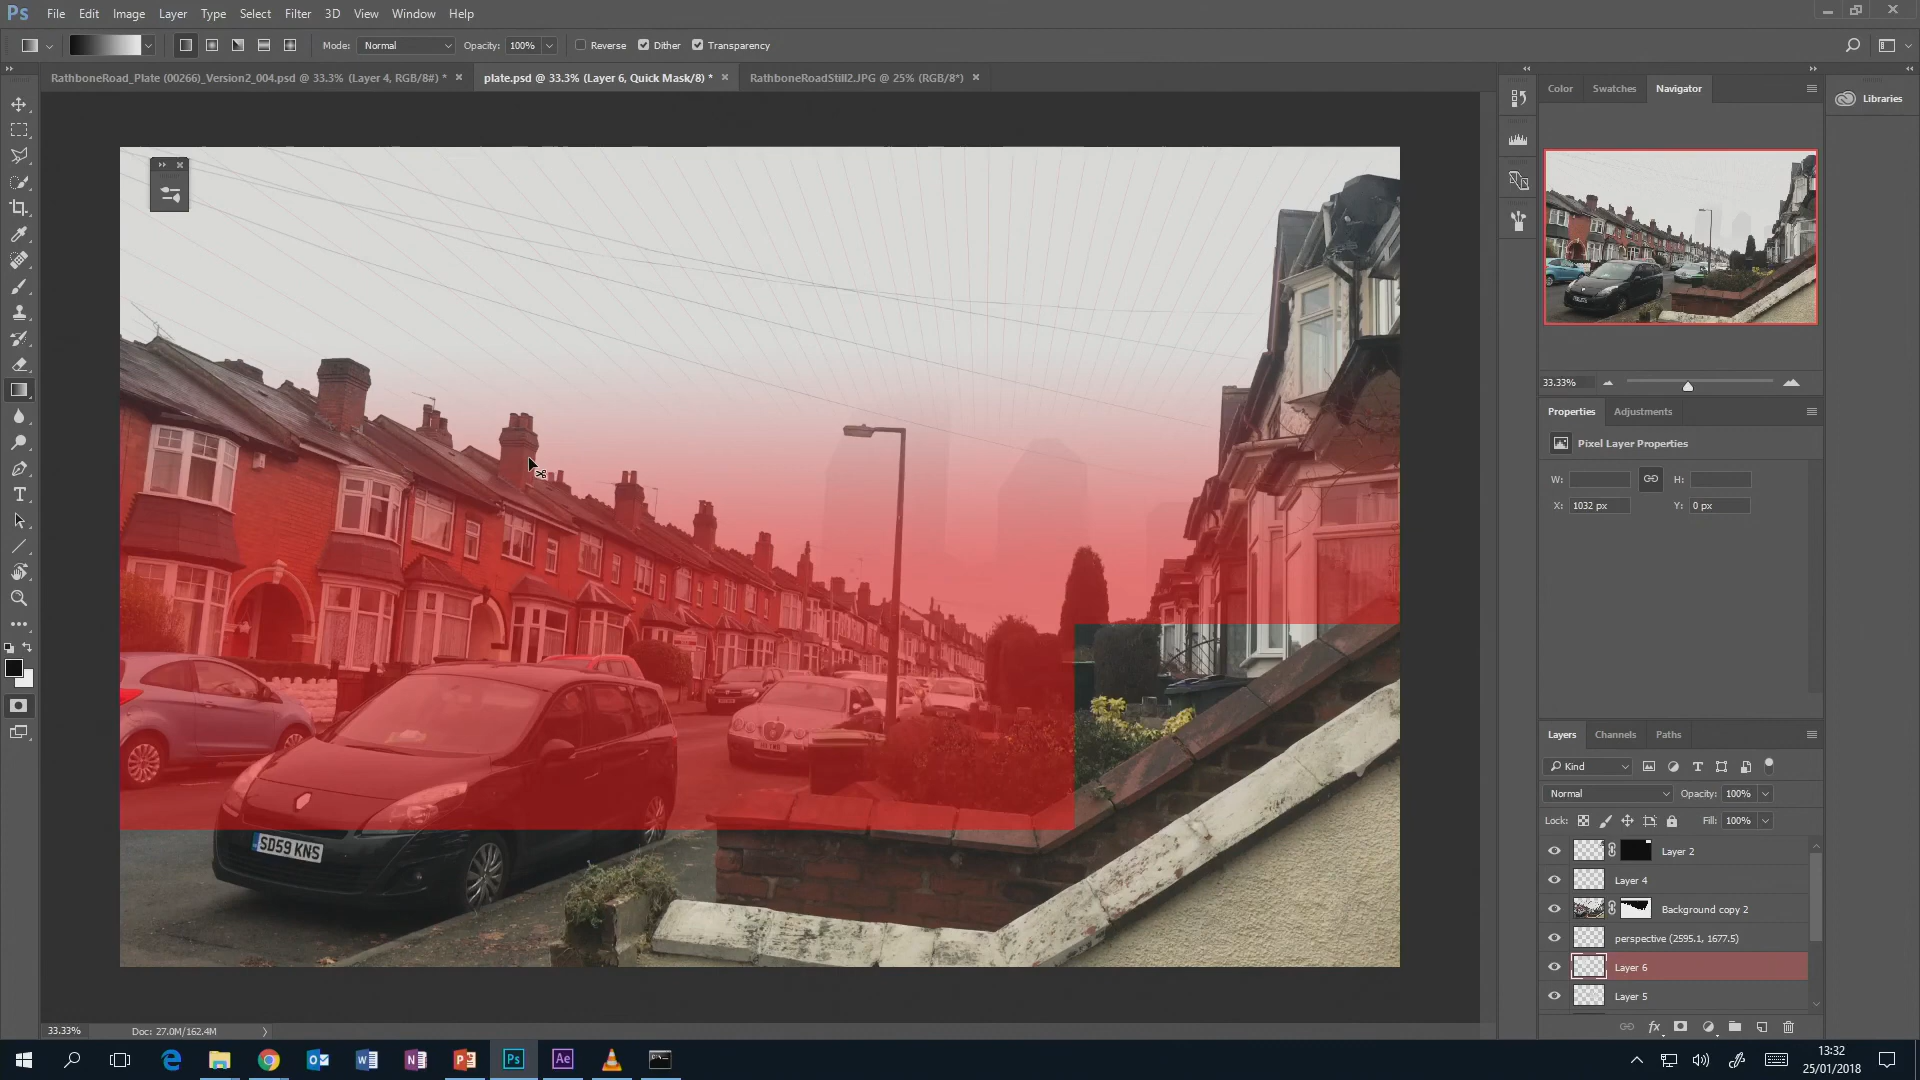 Ps File Edit Image Layer Type Select Filter 3D View Window Help
Mode: Normal Opacity: 100% Reverse Dither Transparency
RathboneRoad_Plate (00266)_Version2_004.psd @ 33.3% (Layer 4, RGB/8#) * × plate.psd @ 33.3% (Layer 6, Quick Mask/8) * × RathboneRoadStill2.JPG @ 25% (RGB/8*) ×
Color Swatches Navigator
Libraries
33.33%
Properties Adjustments
Pixel Layer Properties
W: H:
X: 1032 px Y: 0 px
SD59 KNS
Layers Channels Paths
Kind
Normal Opacity: 100%
Lock: Fill: 100%
Layer 2
Layer 4
Background copy 2
perspective (2595.1, 1677.5)
Layer 6
Layer 5
33.33% Doc: 27.0M/162.4M
Ps Ae
13:32
25/01/2018